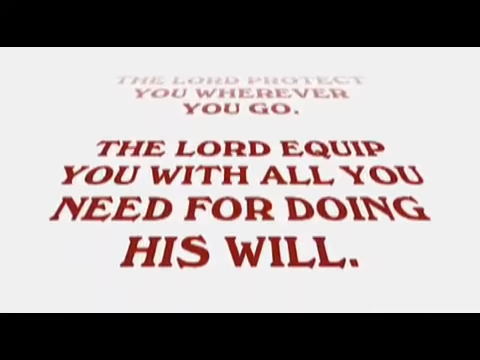 THE LORD PROTECT
YOU WHEREVER
YOU GO.
THE LORD EQUIP
YOU WITH ALL YOU
NEED FOR DOING
HIS WILL.